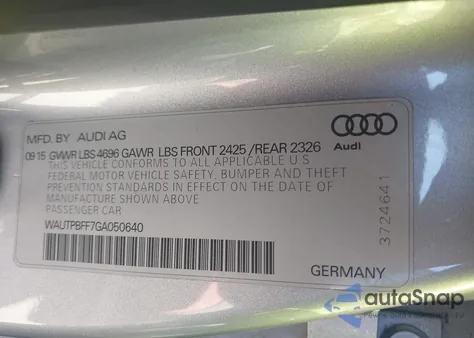 MFD. BY AUDI AG
09 15 GVWR LBS 4696 GAWR LBS FRONT 2425 /REAR 2326
THIS VEHICLE CONFORMS TO ALL APPLICABLE U.S
FEDERAL MOTOR VEHICLE SAFETY, BUMPER AND THEFT
PREVENTION STANDARDS IN EFFECT ON THE DATE OF
MANUFACTURE SHOWN ABOVE
PASSENGER CAR
WAUTPBFF7GA050640
Audi
3724641
GERMANY
autoSnap